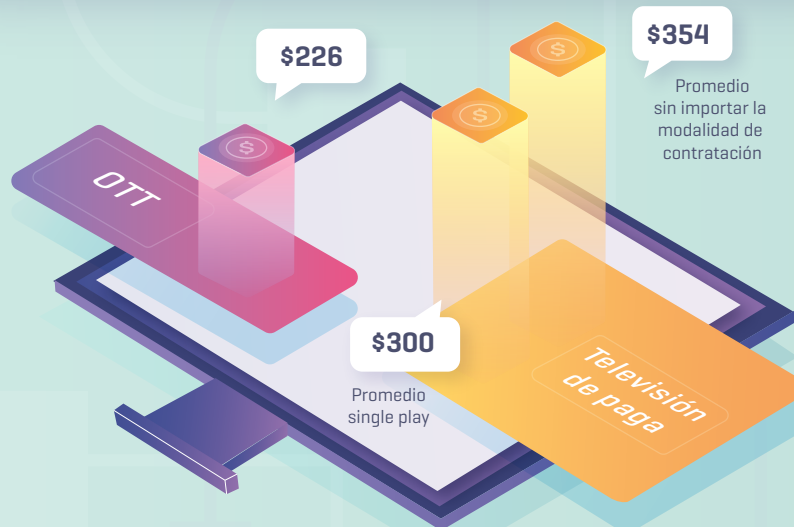 $226
$354
Promedio
sin importar la
modalidad de
contratación
OTT
$300
Promedio
single play
Televisión
de paga